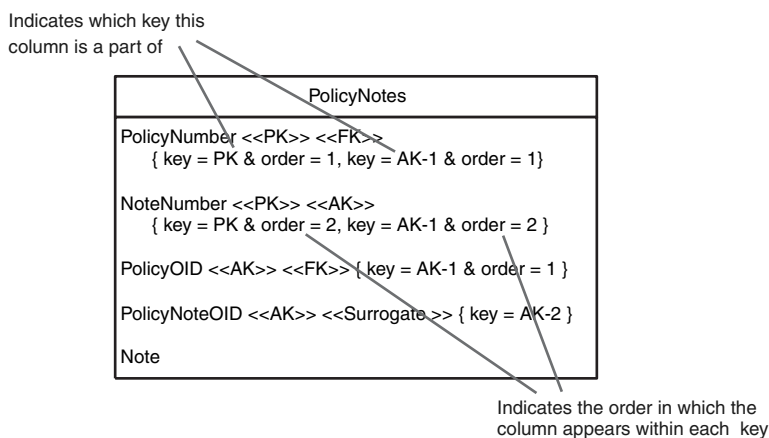 Indicates which key this
column is a part of
PolicyNotes
PolicyNumber <<PK>> <<FK>>
{ key = PK & order = 1, key = AK-1 & order = 1}
NoteNumber <<PK>> <<AK>>
{ key = PK & order = 2, key = AK-1 & order = 2 }
PolicyOID <<AK>> <<FK>> { key = AK-1 & order = 1 }
PolicyNoteOID <<AK>> <<Surrogate >> { key = AK-2 }
Note
Indicates the order in which the
column appears within each key